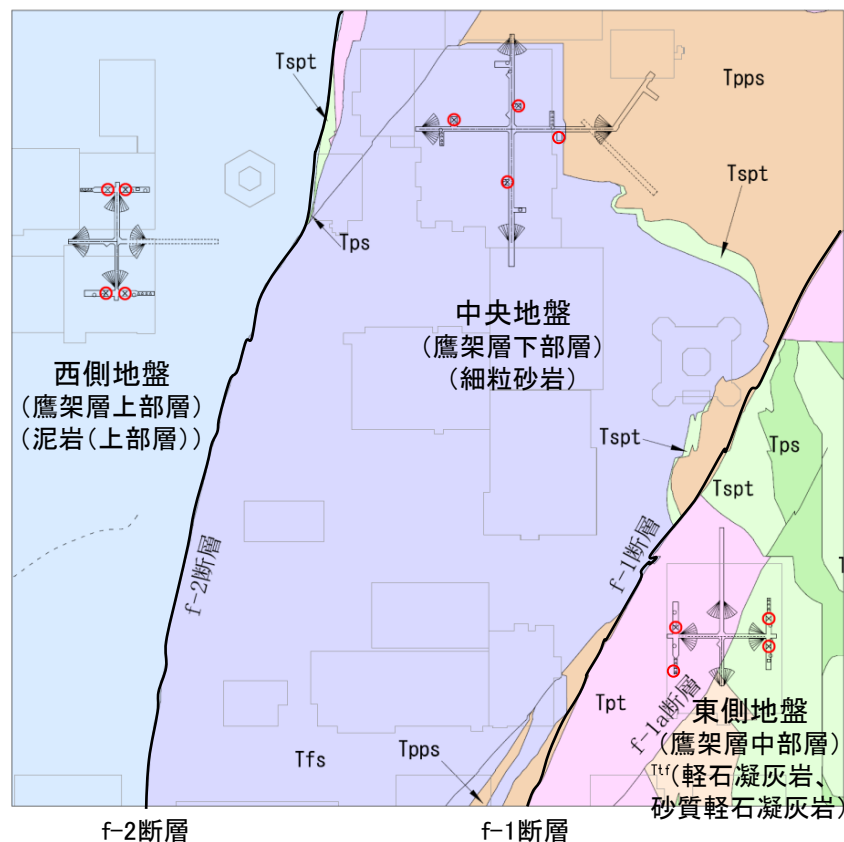 Tspt
Tpps
Tspt
Tps
中央地盤
(鷹架層下部層)
(細粒砂岩)
西側地盤
(鷹架層上部層)
(泥岩(上部層))
Tspt
Tps
Tspt
f-2断層
f-1断層
Tpt
f-1a断層
東側地盤
(鷹架層中部層)
Ttf(軽石凝灰岩、
砂質軽石凝灰岩)
Tpps
Tfs
f-2断層
f-1断層